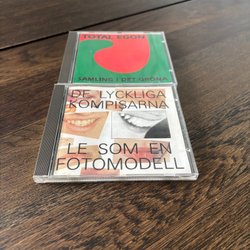 TOTAL EGON
SAMLING I DET GRÖNA
DE LYCKLIGA
KOMPISARNA
LE SOM EN
FOTOMODELL